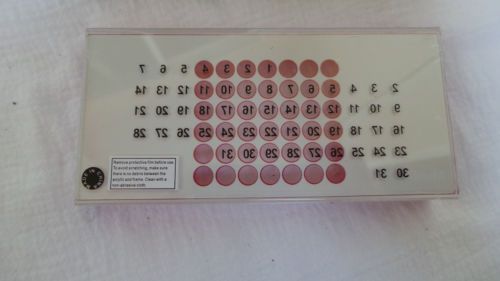 7 6 5 4 3 2 1
14 13 12 11 10 9 8 7 6 5 4 3 2
21 20 19 18 17 16 15 14 13 12 11 10 9
28 27 26 25 24 23 22 21 20 19 18 17 16
31 30 29 28 27 26 25 24 23
31 30
Remove protective film before use.
To avoid scratching, make sure
there is no debris between the
acrylic and frame. Clean with a
non-abrasive cloth.